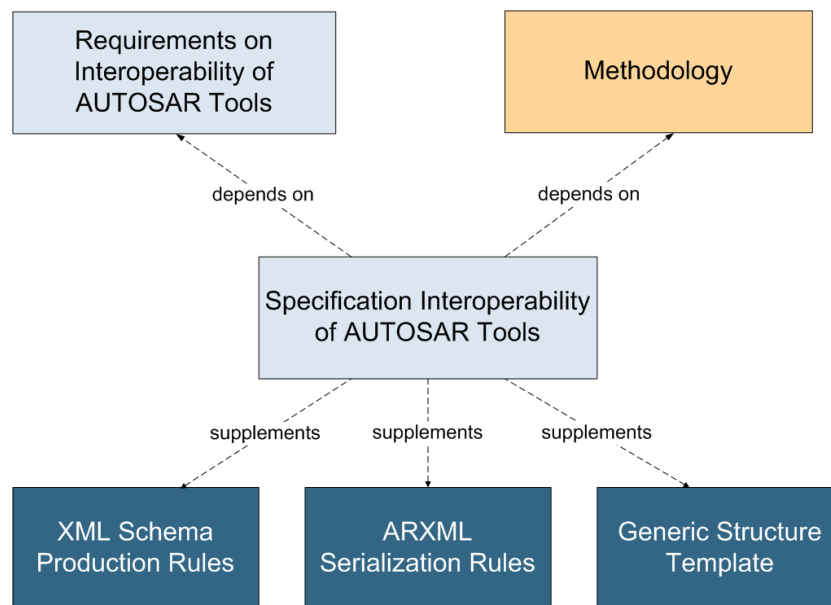 Requirements on
Interoperability of
AUTOSAR Tools
Methodology
depends on
depends on
Specification Interoperability
of AUTOSAR Tools
supplements
supplements
supplements
XML Schema
Production Rules
ARXML
Serialization Rules
Generic Structure
Template